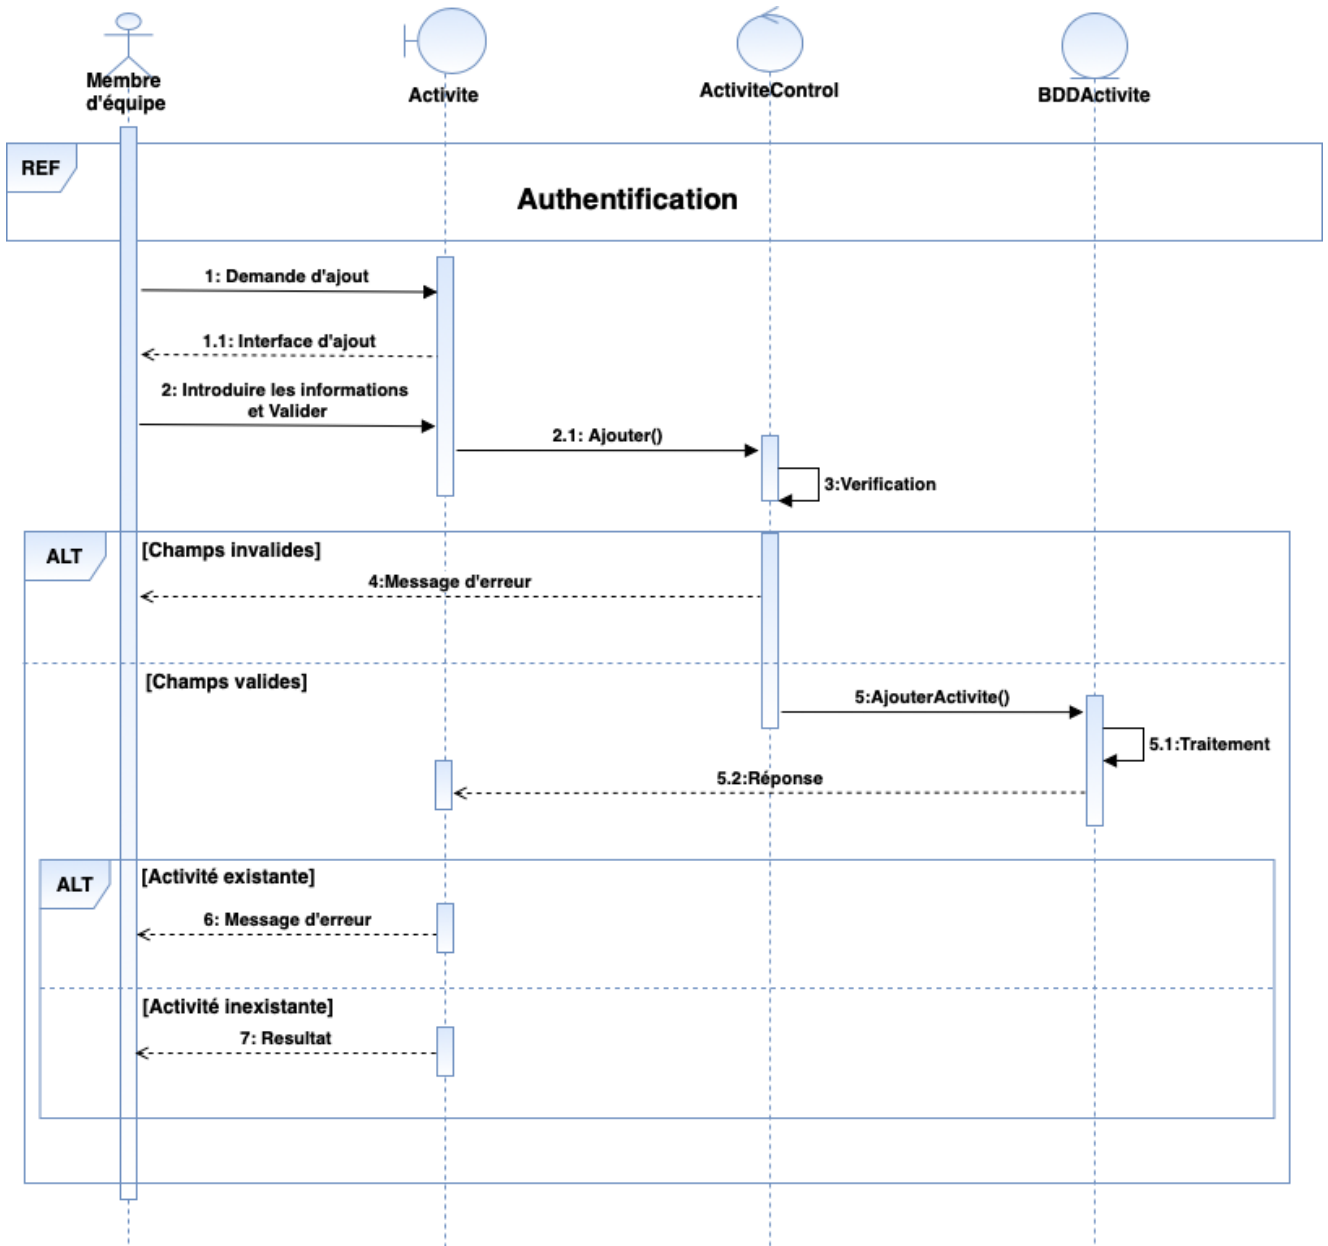 Membre
d'équipe
Activite
ActiviteControl
BDDActivite
REF
Authentification
1: Demande d'ajout
1.1: Interface d'ajout
2: Introduire les informations
et Valider
2.1: Ajouter()
3:Verification
ALT
[Champs invalides]
4:Message d'erreur
[Champs valides]
5:AjouterActivite()
5.1:Traitement
5.2:Réponse
ALT
[Activité existante]
6: Message d'erreur
[Activité inexistante]
7: Resultat